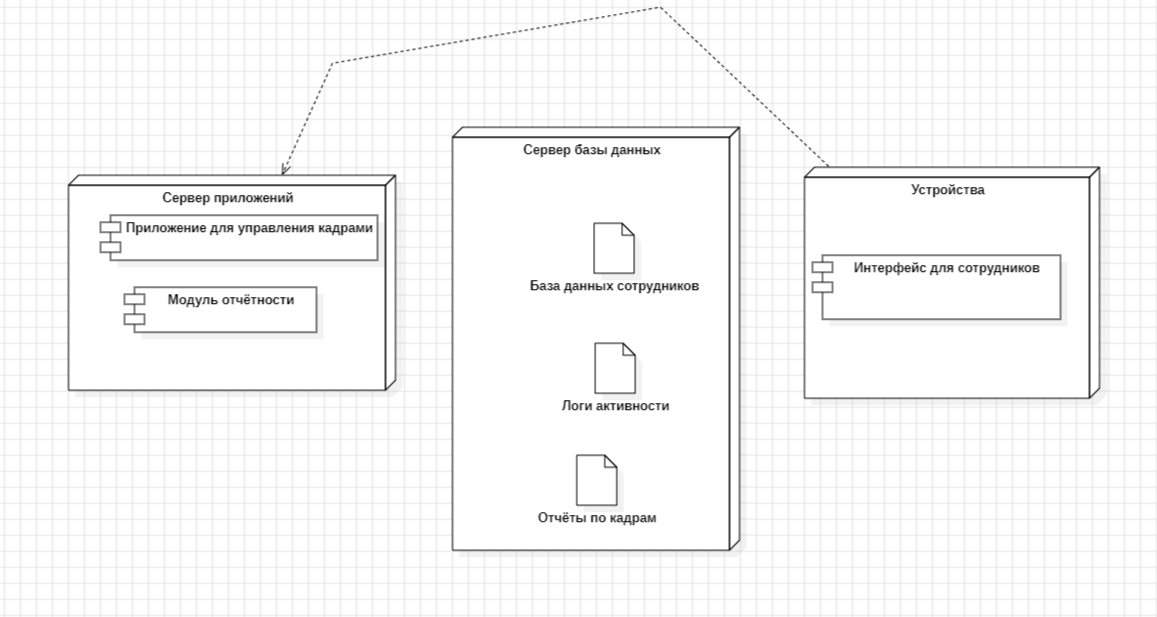 Сервер приложений
Приложение для управления кадрами
Модуль отчётности
Сервер базы данных
База данных сотрудников
Логи активности
Отчёты по кадрам
Устройства
Интерфейс для сотрудников